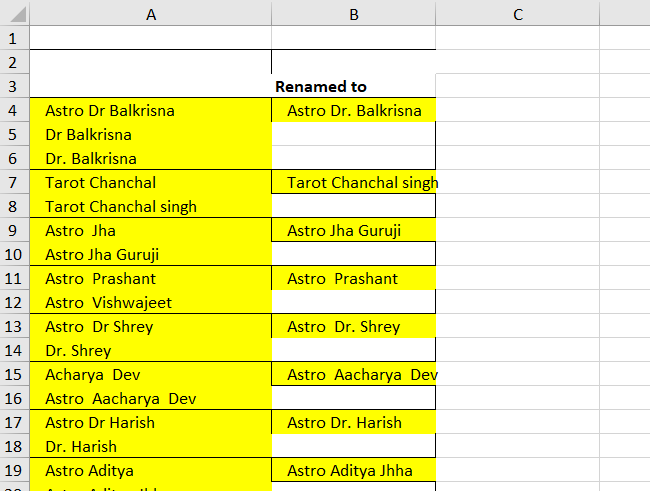 A B C
1
2
3 Renamed to
4 Astro Dr Balkrisna Astro Dr. Balkrisna
5 Dr Balkrisna
6 Dr. Balkrisna
7 Tarot Chanchal Tarot Chanchal singh
8 Tarot Chanchal singh
9 Astro  Jha Astro Jha Guruji
10 Astro Jha Guruji
11 Astro  Prashant Astro  Prashant
12 Astro  Vishwajeet
13 Astro  Dr Shrey Astro  Dr. Shrey
14 Dr. Shrey
15 Acharya  Dev Astro  Aacharya  Dev
16 Astro  Aacharya  Dev
17 Astro Dr Harish Astro Dr. Harish
18 Dr. Harish
19 Astro Aditya Astro Aditya Jhha